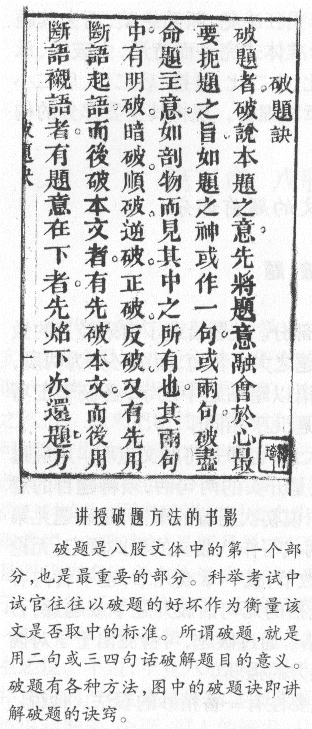 破題訣
破題者破說本題之意。先將題意融會於心最
要扼題之旨如題之神或作一句或兩句破盡
命題主意如剖物而見其中之所有也。其兩句
中有明破暗破順破逆破正破反破又有先用
斷語起語而後破本文者。有先破本文而後用
斷語襯語者。有題意在下者先焰下次還題方
讲授破题方法的书影
破题是八股文体中的第一个部
分,也是最重要的部分。科举考试中
试官往往以破题的好坏作为衡量该
文是否取中的标准。所谓破题,就是
用二句或三四句话破解题目的意义。
破题有各种方法,图中的破题诀即讲
解破题的诀窍。